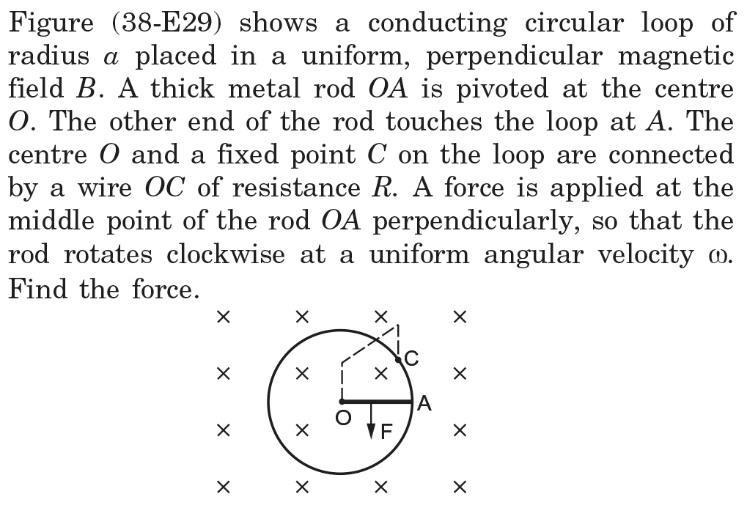 Figure (38-E29) shows a conducting circular loop of
radius a placed in a uniform, perpendicular magnetic
field B. A thick metal rod OA is pivoted at the centre
O. The other end of the rod touches the loop at A. The
centre O and a fixed point C on the loop are connected
by a wire OC of resistance R. A force is applied at the
middle point of the rod OA perpendicularly, so that the
rod rotates clockwise at a uniform angular velocity ω.
Find the force.
× × × ×
C
× × × ×
A
O
F
× × ×
× × × ×